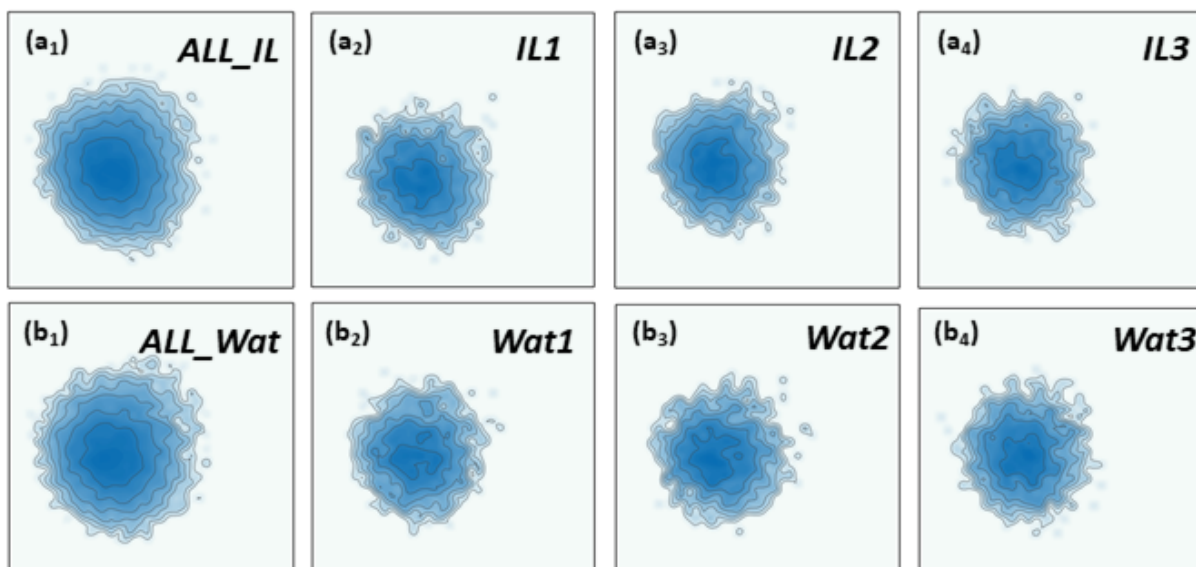 (a₁) ALL_IL
(a₂) IL1
(a₃) IL2
(a₄) IL3
(b₁) ALL_Wat
(b₂) Wat1
(b₃) Wat2
(b₄) Wat3